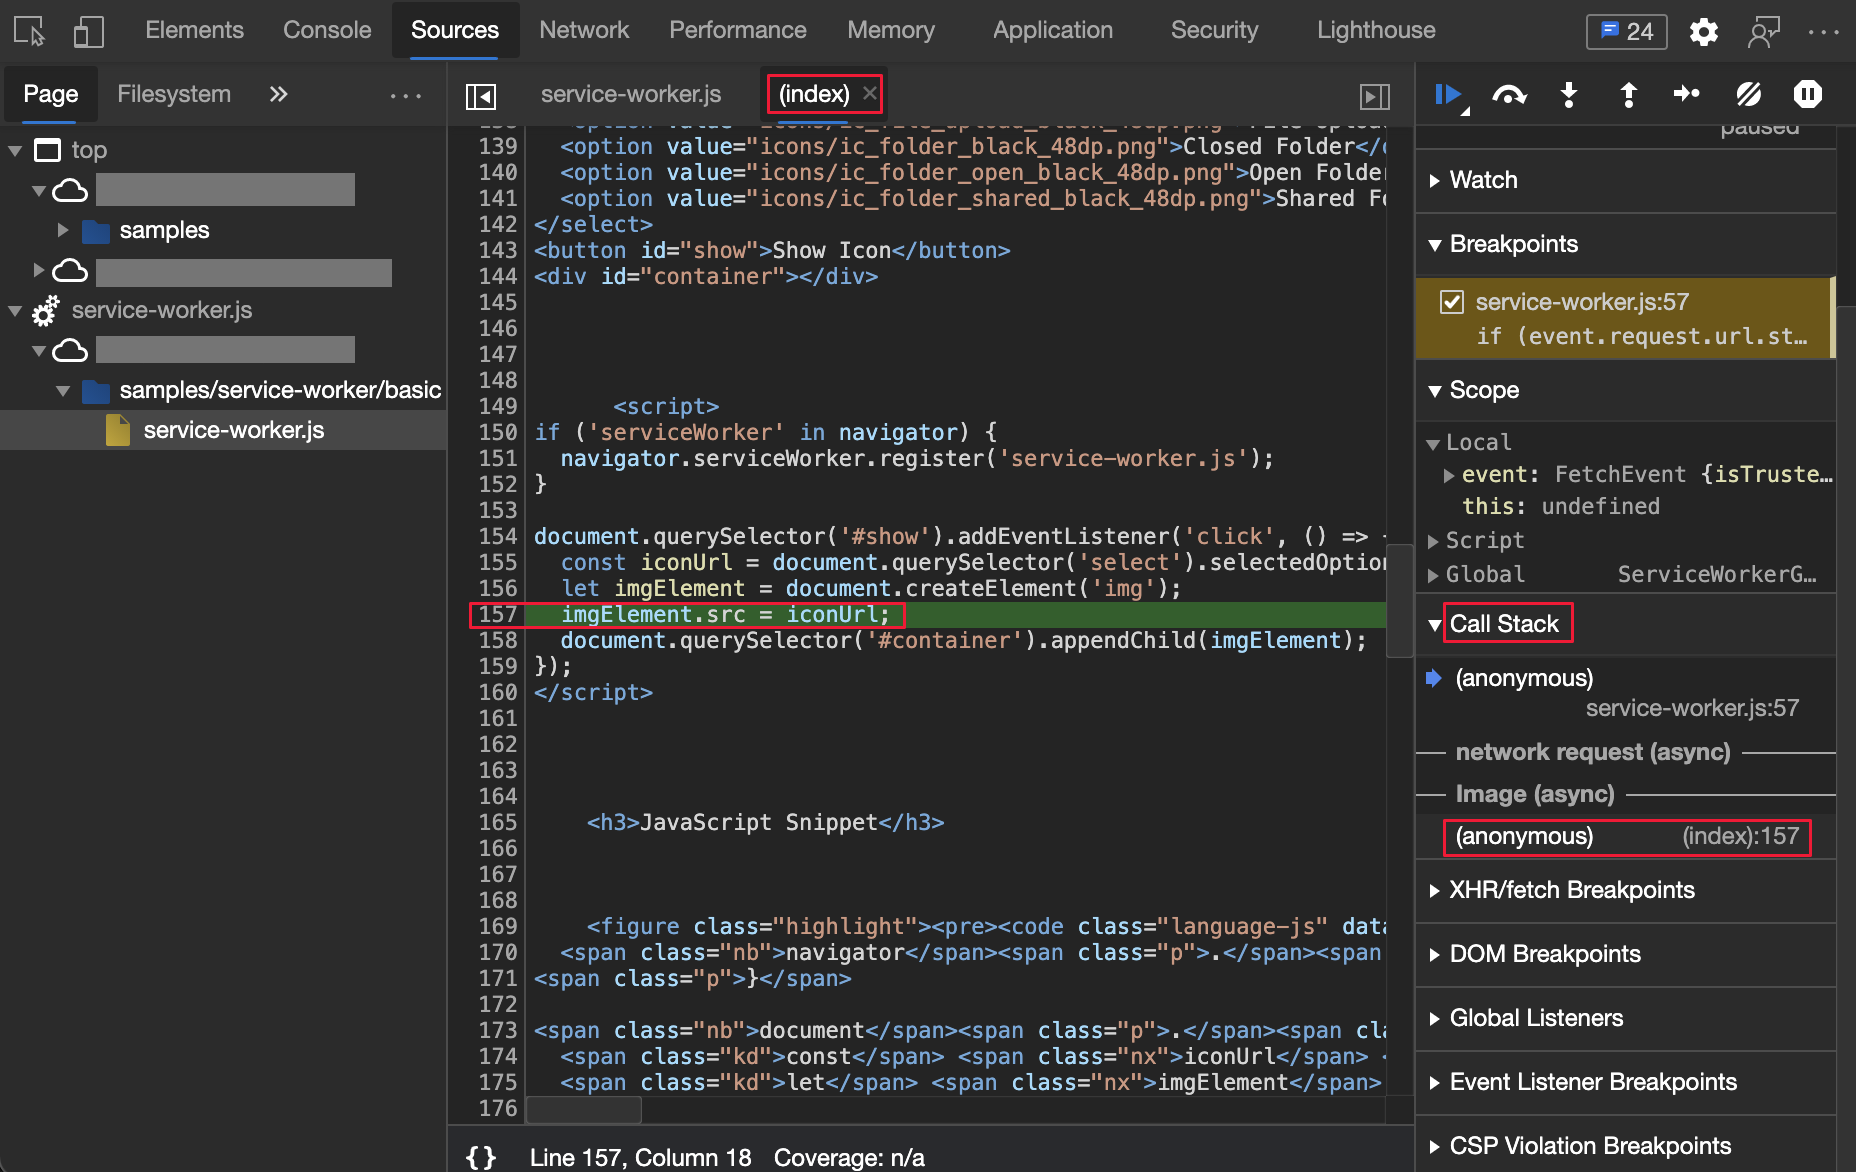 Elements Console Sources Network Performance Memory Application Security Lighthouse 24
Page Filesystem
service-worker.js (index)
top
samples
service-worker.js
samples/service-worker/basic
service-worker.js
139 <option value="icons/ic_folder_black_48dp.png">Closed Folder</
140 <option value="icons/ic_folder_open_black_48dp.png">Open Folder
141 <option value="icons/ic_folder_shared_black_48dp.png">Shared F
142 </select>
143 <button id="show">Show Icon</button>
144 <div id="container"></div>
145
146
147
148
149 <script>
150 if ('serviceWorker' in navigator) {
151 navigator.serviceWorker.register('service-worker.js');
152 }
153
154 document.querySelector('#show').addEventListener('click', () =>
155 const iconUrl = document.querySelector('select').selectedOption
156 let imgElement = document.createElement('img');
157 imgElement.src = iconUrl;
158 document.querySelector('#container').appendChild(imgElement);
159 });
160 </script>
161
162
163
164
165 <h3>JavaScript Snippet</h3>
166
167
168
169 <figure class="highlight"><pre><code class="language-js" data
170 <span class="nb">navigator</span><span class="p">.</span><span
171 <span class="p">}</span>
172
173 <span class="nb">document</span><span class="p">.</span><span cla
174 <span class="kd">const</span> <span class="nx">iconUrl</span> <
175 <span class="kd">let</span> <span class="nx">imgElement</span>
176
{} Line 157, Column 18 Coverage: n/a
paused
Watch
Breakpoints
service-worker.js:57
if (event.request.url.st…
Scope
Local
event: FetchEvent {isTruste…
this: undefined
Script
Global ServiceWorkerG…
Call Stack
(anonymous)
service-worker.js:57
network request (async)
Image (async)
(anonymous) (index):157
XHR/fetch Breakpoints
DOM Breakpoints
Global Listeners
Event Listener Breakpoints
CSP Violation Breakpoints